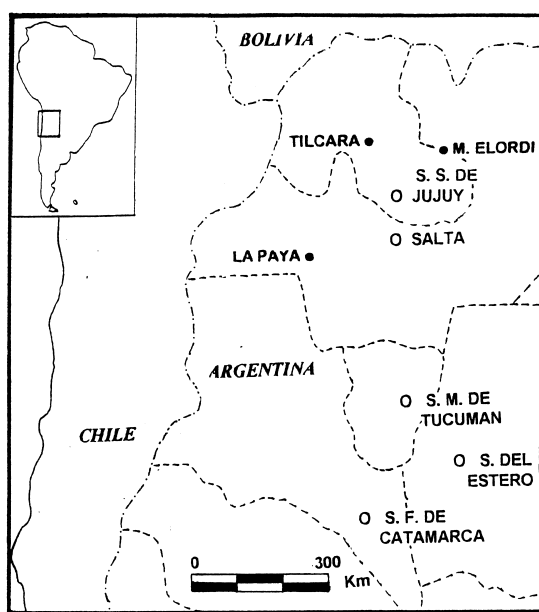 BOLIVIA
TILCARA
M. ELORDI
S. S. DE
JUJUY
SALTA
LA PAYA
ARGENTINA
S. M. DE
TUCUMAN
CHILE
S. DEL
ESTERO
S. F. DE
CATAMARCA
0 300
Km